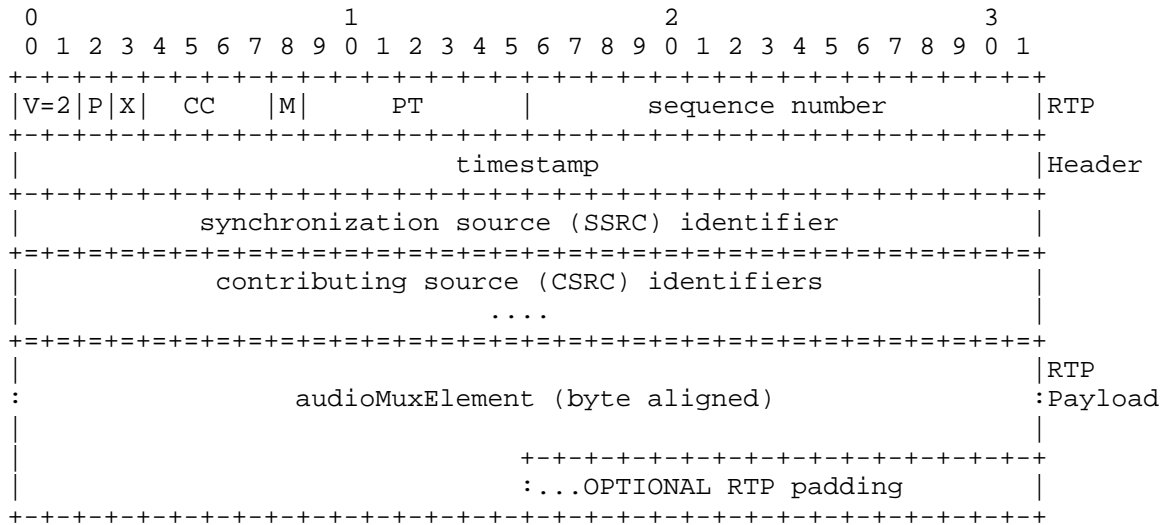 0                   1                   2                   3
 0 1 2 3 4 5 6 7 8 9 0 1 2 3 4 5 6 7 8 9 0 1 2 3 4 5 6 7 8 9 0 1
+-+-+-+-+-+-+-+-+-+-+-+-+-+-+-+-+-+-+-+-+-+-+-+-+-+-+-+-+-+-+-+-+
|V=2|P|X|  CC   |M|     PT      |       sequence number         |RTP
+-+-+-+-+-+-+-+-+-+-+-+-+-+-+-+-+-+-+-+-+-+-+-+-+-+-+-+-+-+-+-+-+
|                           timestamp                           |Header
+-+-+-+-+-+-+-+-+-+-+-+-+-+-+-+-+-+-+-+-+-+-+-+-+-+-+-+-+-+-+-+-+
|           synchronization source (SSRC) identifier            |
+=+=+=+=+=+=+=+=+=+=+=+=+=+=+=+=+=+=+=+=+=+=+=+=+=+=+=+=+=+=+=+=+
|            contributing source (CSRC) identifiers             |
|                             ....                              |
+=+=+=+=+=+=+=+=+=+=+=+=+=+=+=+=+=+=+=+=+=+=+=+=+=+=+=+=+=+=+=+=+
|                                                               |RTP
:                 audioMuxElement (byte aligned)                :Payload
|                                                               |
|                               +-+-+-+-+-+-+-+-+-+-+-+-+-+-+-+-+
|                               :...OPTIONAL RTP padding        |
+-+-+-+-+-+-+-+-+-+-+-+-+-+-+-+-+-+-+-+-+-+-+-+-+-+-+-+-+-+-+-+-+